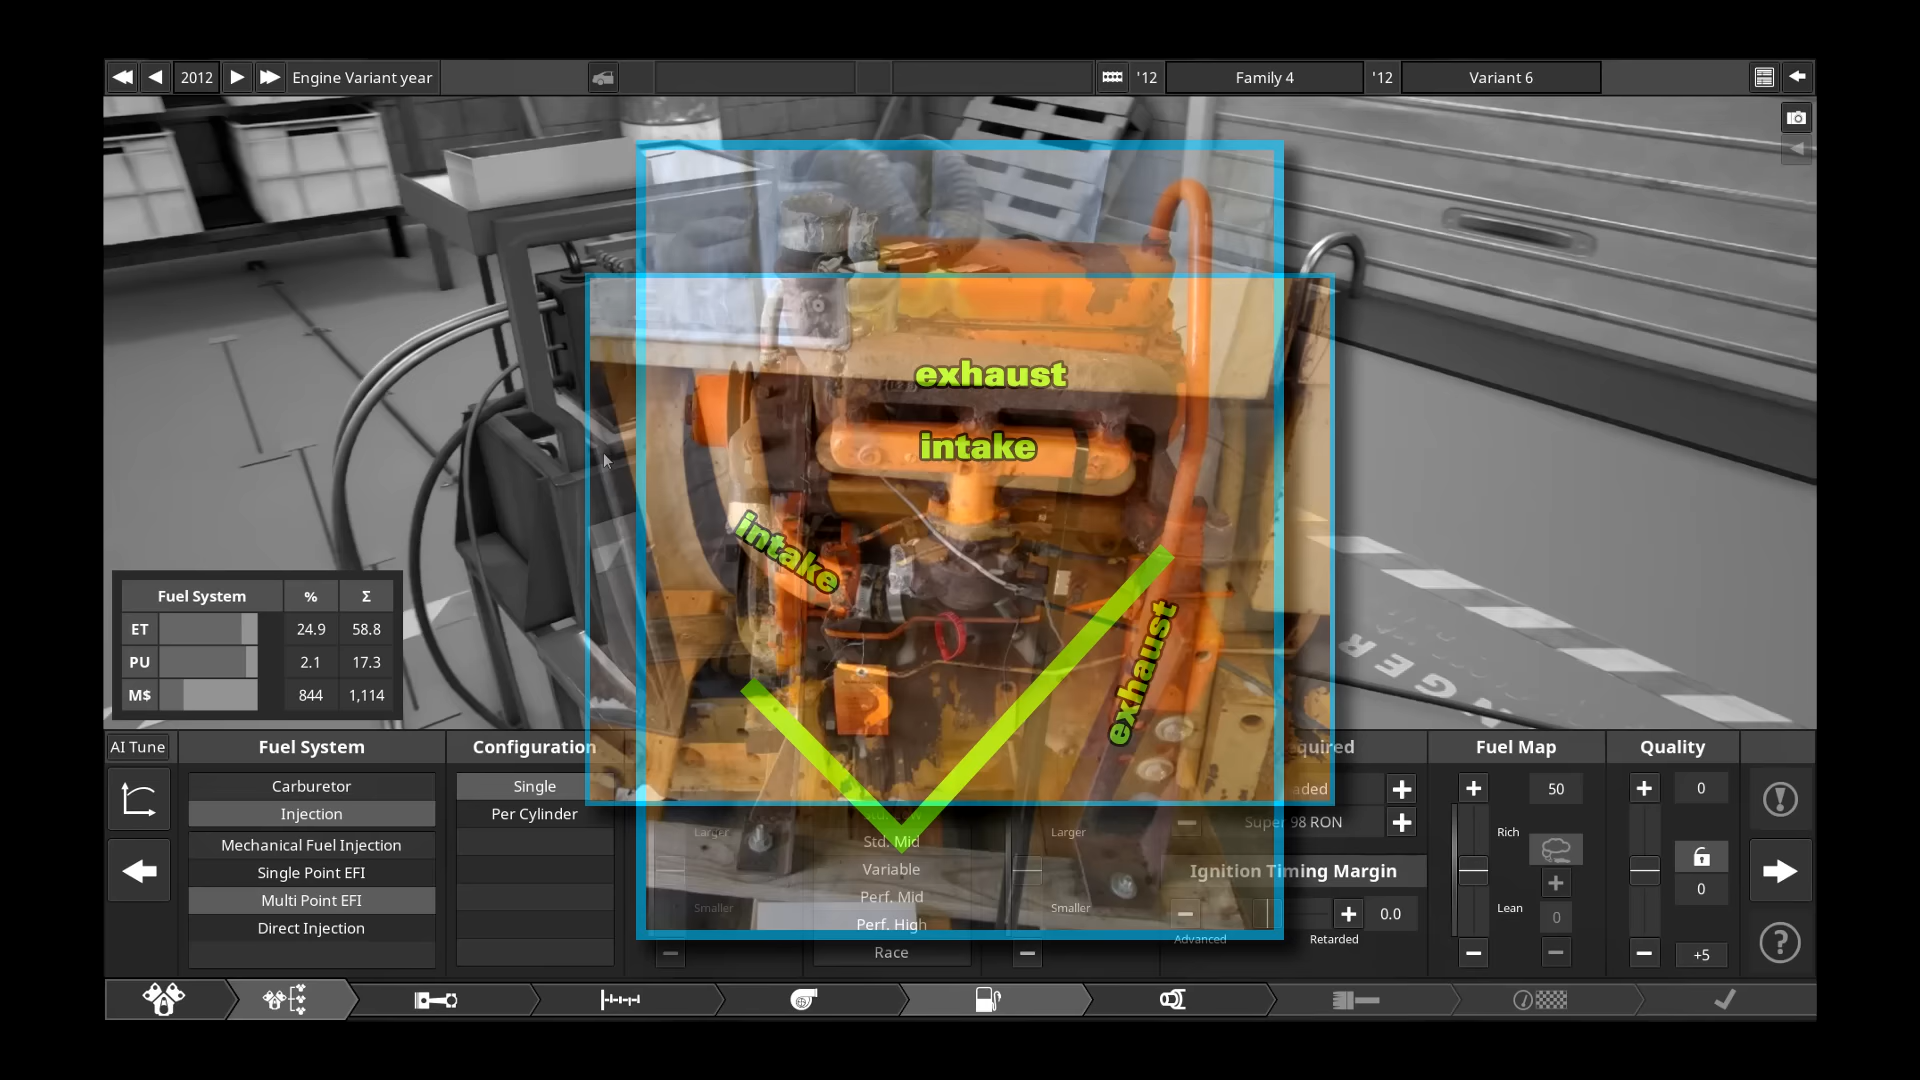 2012
Engine Variant year
'12
Family 4
'12
Variant 6
exhaust
intake
intake
exhaust
Fuel System % Σ
ET 24.9 58.8
PU 2.1 17.3
M$ 844 1,114
AI Tune
Fuel System
Carburetor
Injection
Mechanical Fuel Injection
Single Point EFI
Multi Point EFI
Direct Injection
Configuration
Single
Per Cylinder
Larger
Smaller
Std. Mid
Variable
Perf. Mid
Perf. High
Race
Larger
Smaller
Super 98 RON
Ignition Timing Margin
0.0
Advanced
Retarded
Fuel Map
50
Rich
Lean
0
Quality
0
0
+5